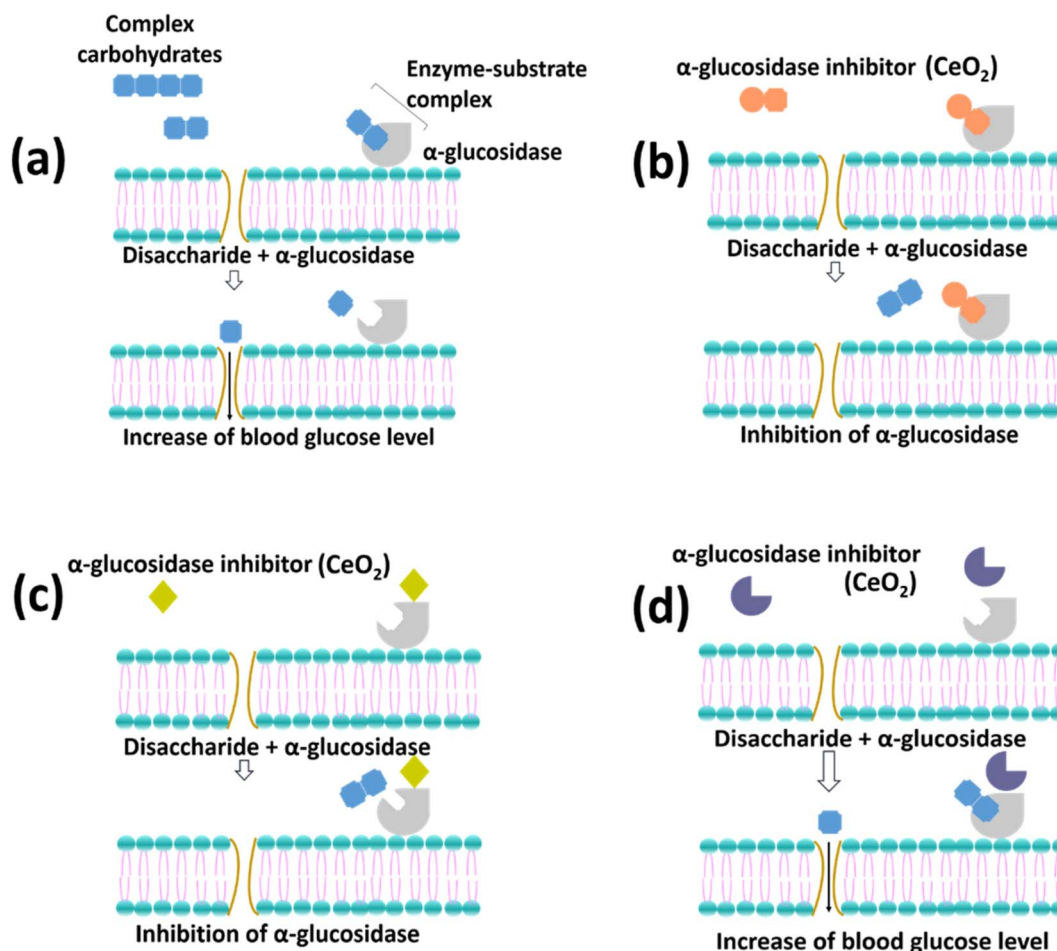 Complex
carbohydrates
Enzyme-substrate
complex
α-glucosidase
(a)
Disaccharide + α-glucosidase
Increase of blood glucose level
α-glucosidase inhibitor (CeO₂)
(b)
Disaccharide + α-glucosidase
Inhibition of α-glucosidase
α-glucosidase inhibitor (CeO₂)
(c)
Disaccharide + α-glucosidase
Inhibition of α-glucosidase
α-glucosidase inhibitor
(CeO₂)
(d)
Disaccharide + α-glucosidase
Increase of blood glucose level